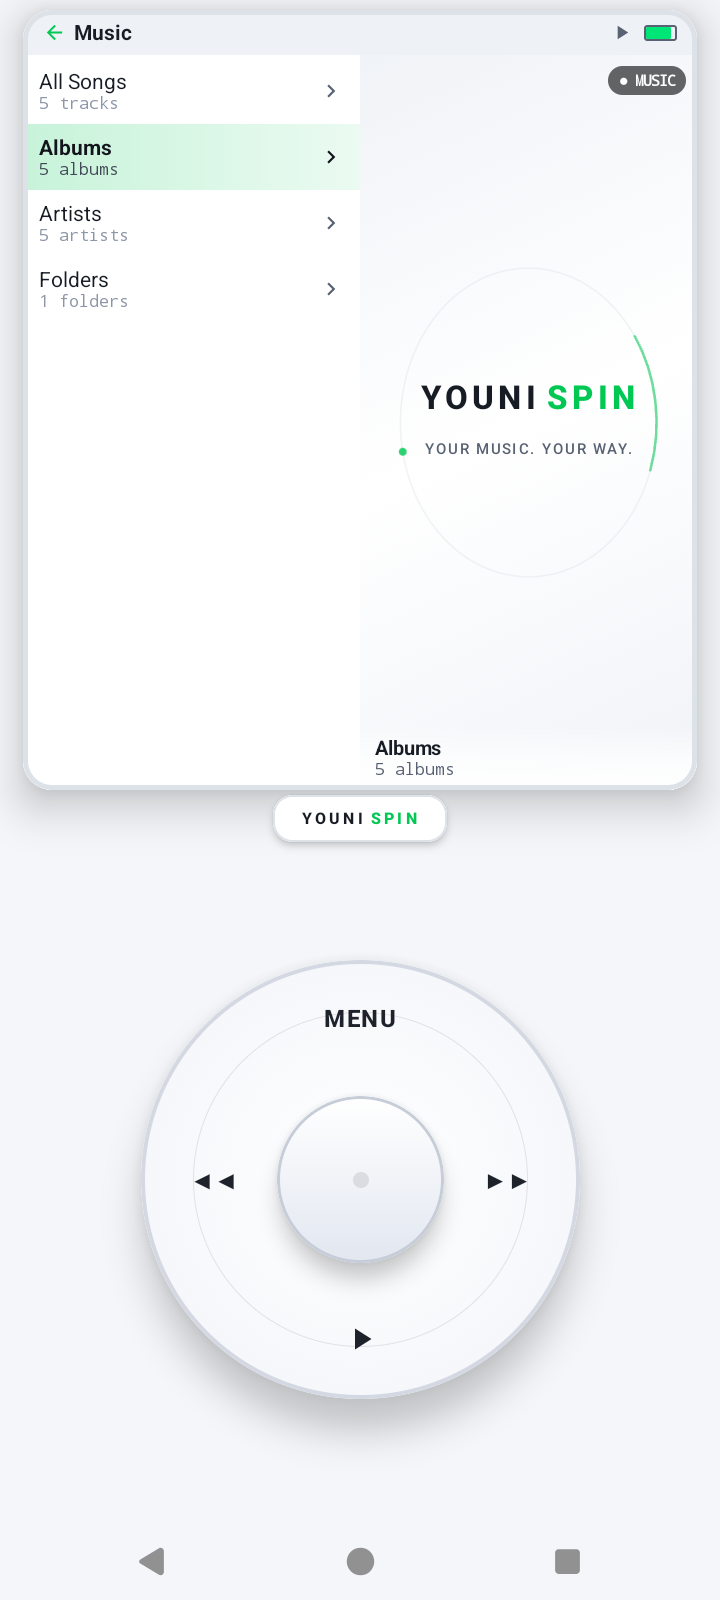 Music
All Songs
5 tracks
Albums
5 albums
Artists
5 artists
Folders
1 folders
MUSIC
YOUNI SPIN
YOUR MUSIC. YOUR WAY.
Albums
5 albums
YOUNI SPIN
MENU